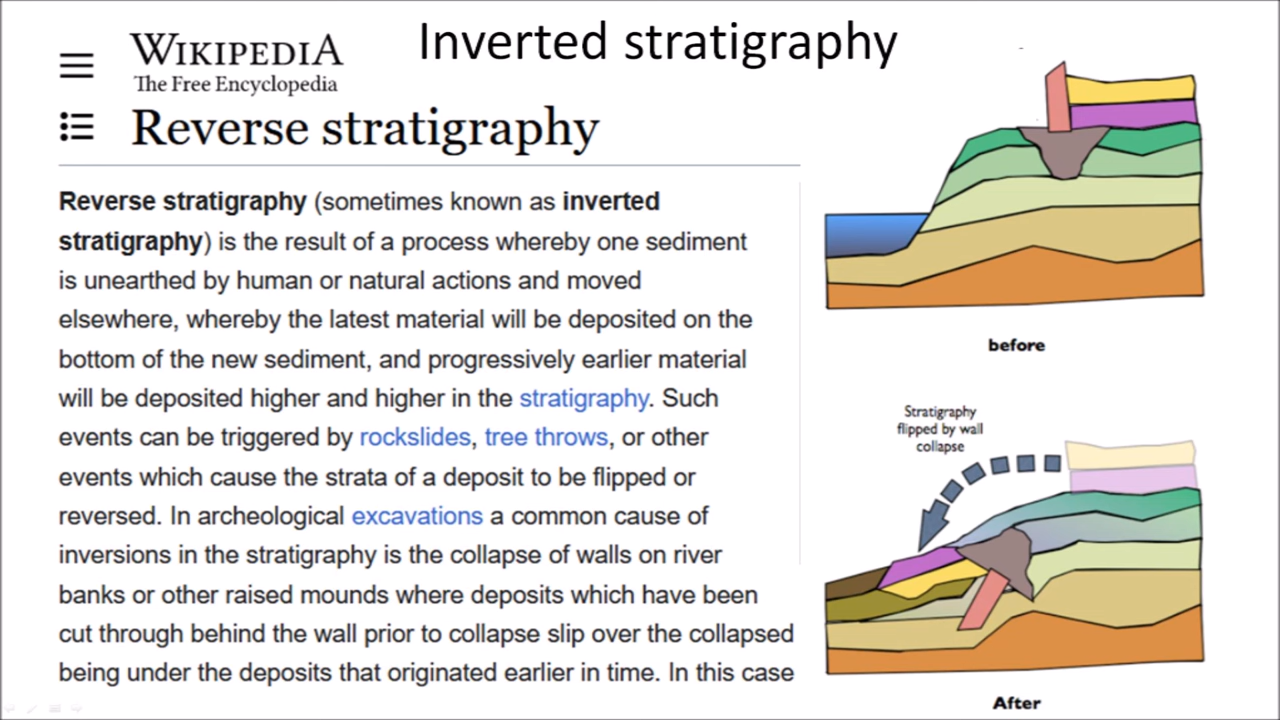 Inverted stratigraphy
WIKIPEDIA
The Free Encyclopedia
Reverse stratigraphy
Reverse stratigraphy (sometimes known as inverted
stratigraphy) is the result of a process whereby one sediment
is unearthed by human or natural actions and moved
elsewhere, whereby the latest material will be deposited on the
bottom of the new sediment, and progressively earlier material
will be deposited higher and higher in the stratigraphy. Such
events can be triggered by rockslides, tree throws, or other
events which cause the strata of a deposit to be flipped or
reversed. In archeological excavations a common cause of
inversions in the stratigraphy is the collapse of walls on river
banks or other raised mounds where deposits which have been
cut through behind the wall prior to collapse slip over the collapsed
being under the deposits that originated earlier in time. In this case
before
Stratigraphy
flipped by wall
collapse
After